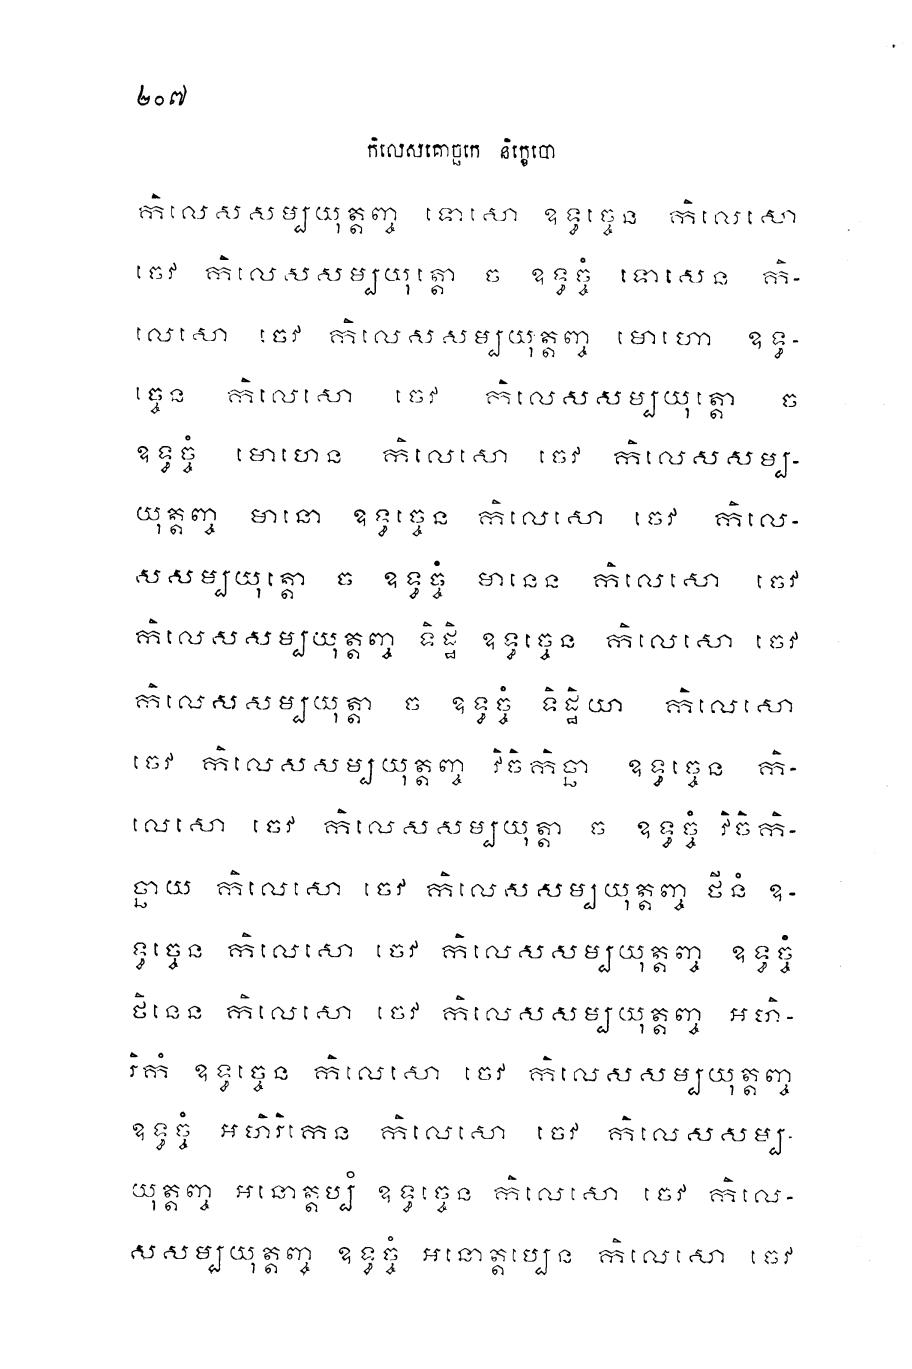 ២០៧
កិលេសគោច្ឆកេ និក្ខេបោ
កិលេសសម្បយុត្តញ្ច ទោសោ ឧទ្ធច្ចេន កិលេសោ
ចេវ កិលេសសម្បយុត្តោ ច ឧទ្ធច្ចំ ទោសេន កិ-
លេសោ ចេវ កិលេសសម្បយុត្តញ្ច មោហោ ឧទ្ធ-
ច្ចេន កិលេសោ ចេវ កិលេសសម្បយុត្តោ ច
ឧទ្ធច្ចំ មោហេន កិលេសោ ចេវ កិលេសសម្ប-
យុត្តញ្ច មានោ ឧទ្ធច្ចេន កិលេសោ ចេវ កិលេ-
សសម្បយុត្តោ ច ឧទ្ធច្ចំ មានេន កិលេសោ ចេវ
កិលេសសម្បយុត្តញ្ច ទិដ្ឋិ ឧទ្ធច្ចេន កិលេសោ ចេវ
កិលេសសម្បយុត្តា ច ឧទ្ធច្ចំ ទិដ្ឋិយា កិលេសោ
ចេវ កិលេសសម្បយុត្តញ្ច វិចិកិច្ឆា ឧទ្ធច្ចេន កិ-
លេសោ ចេវ កិលេសសម្បយុត្តា ច ឧទ្ធច្ចំ វិចិកិ-
ច្ឆាយ កិលេសោ ចេវ កិលេសសម្បយុត្តញ្ច ថីនំ ឧ-
ទ្ធច្ចេន កិលេសោ ចេវ កិលេសសម្បយុត្តញ្ច ឧទ្ធច្ចំ
ថិនេន កិលេសោ ចេវ កិលេសសម្បយុត្តញ្ច អហិ-
រិកំ ឧទ្ធច្ចេន កិលេសោ ចេវ កិលេសសម្បយុត្តញ្ច
ឧទ្ធច្ចំ អហិរិកេន កិលេសោ ចេវ កិលេសសម្ប-
យុត្តញ្ច អនោត្តប្បំ ឧទ្ធច្ចេន កិលេសោ ចេវ កិលេ-
សសម្បយុត្តញ្ច ឧទ្ធច្ចំ អនោត្តប្បេន កិលេសោ ចេវ